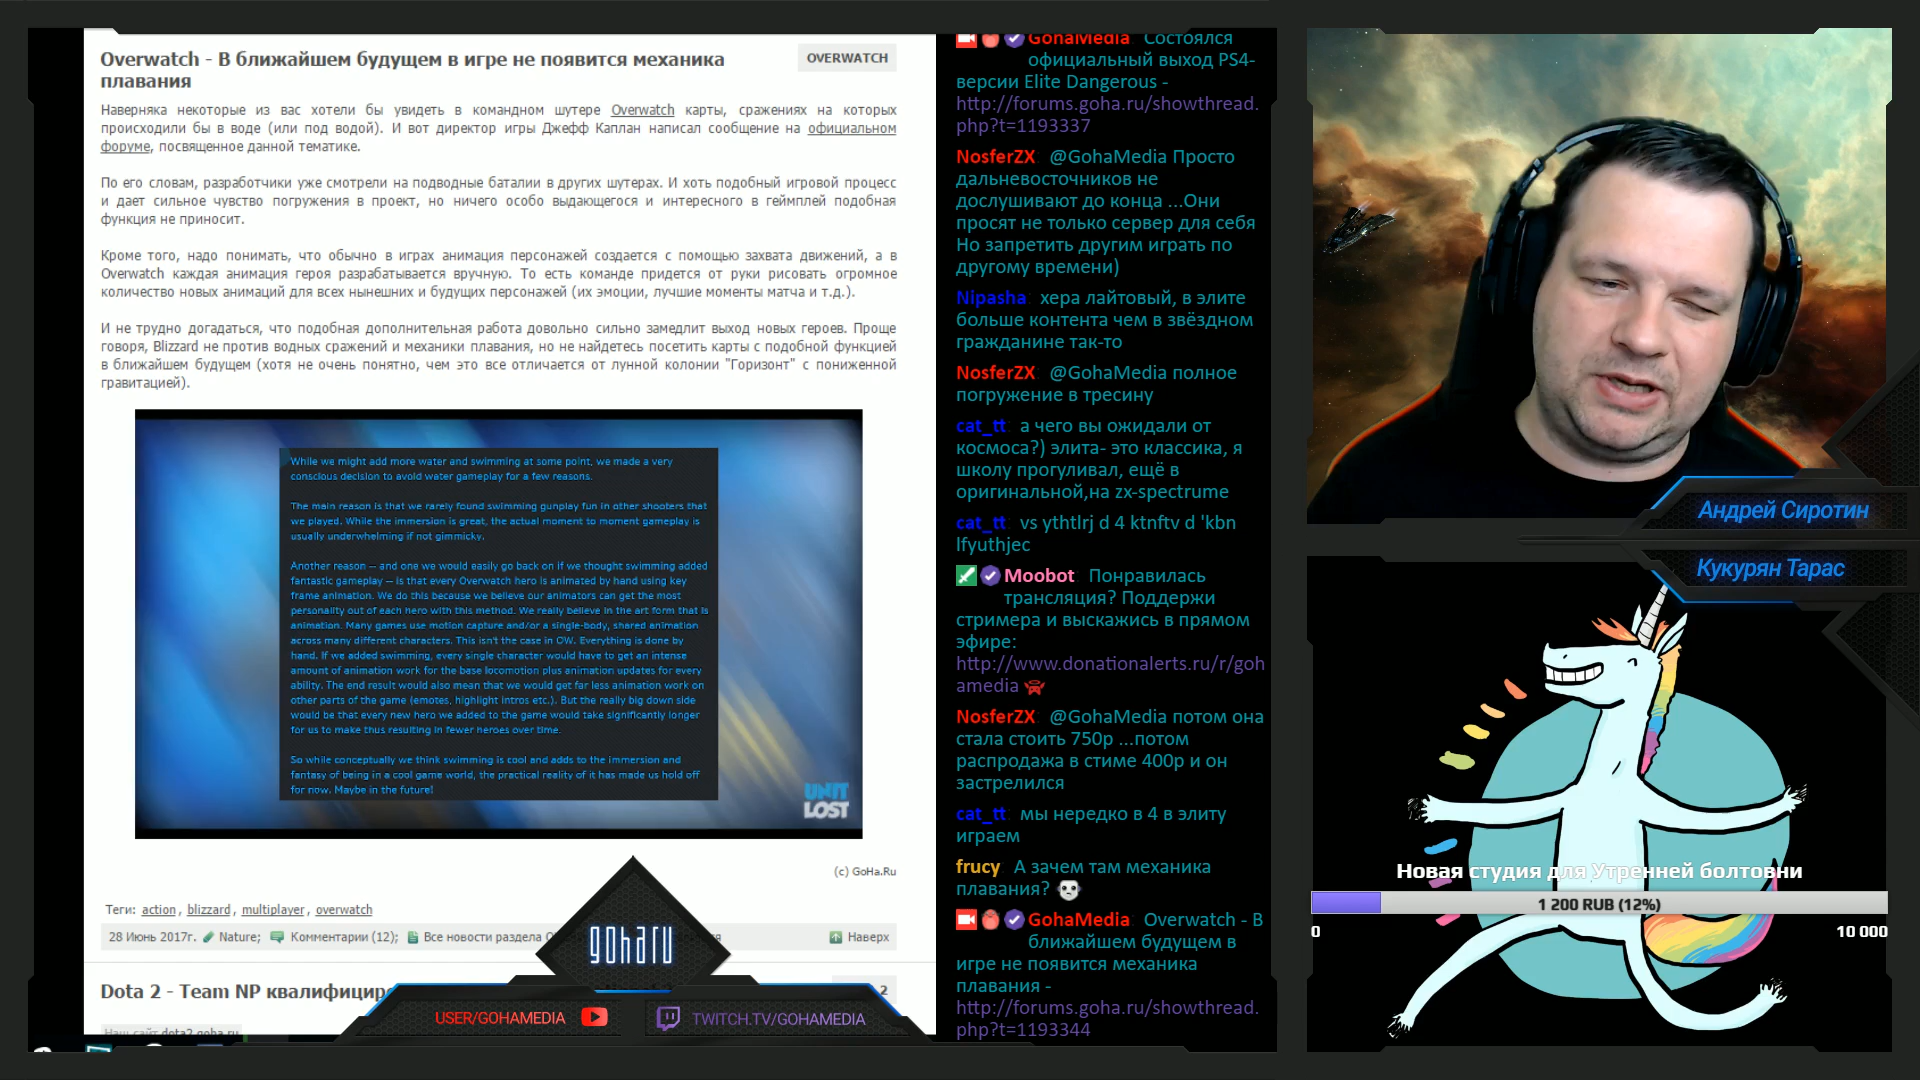 Overwatch - В ближайшем будущем в игре не появится механика
плавания
OVERWATCH
Наверняка некоторые из вас хотели бы увидеть в командном шутере Overwatch карты, сражениях на которых
происходили бы в воде (или под водой). И вот директор игры Джефф Каплан написал сообщение на официальном
форуме, посвященное данной тематике.
По его словам, разработчики уже смотрели на подводные баталии в других шутерах. И хоть подобный игровой процесс
и дает сильное чувство погружения в проект, но ничего особо выдающегося и интересного в геймплей подобная
функция не приносит.
Кроме того, надо понимать, что обычно в играх анимация персонажей создается с помощью захвата движений, а в
Overwatch каждая анимация героя разрабатывается вручную. То есть команде придется от руки рисовать огромное
количество новых анимаций для всех нынешних и будущих персонажей (их эмоции, лучшие моменты матча и т.д.).
И не трудно догадаться, что подобная дополнительная работа довольно сильно замедлит выход новых героев. Проще
говоря, Blizzard не против водных сражений и механики плавания, но не найдетесь посетить карты с подобной функцией
в ближайшем будущем (хотя не очень понятно, чем это все отличается от лунной колонии "Горизонт" с пониженной
гравитацией).
While we might add more water and swimming at some point, we made a very
conscious decision to avoid water gameplay for a few reasons.
The main reason is that we rarely found swimming gunplay fun in other shooters that
we played. While the immersion is great, the actual moment to moment gameplay is
usually underwhelming if not gimmicky.
Another reason – and one we would easily go back on if we thought swimming added
fantastic gameplay – is that every Overwatch hero is animated by hand using key
frame animation. We do this because we believe our animators can get the most
personality out of each hero with this method. We really believe in the art form that is
animation. Many games use motion capture and/or a single-body, shared animation
across many different characters. This isn't the case in OW. Everything is done by
hand. If we added swimming, every single character would have to get an intense
amount of animation work for the base locomotion plus animation updates for every
ability. The end result would also mean that we would get far less animation work on
other parts of the game (emotes, highlight intros etc.). But the really big down side
would be that every new hero we added to the game would take significantly longer
for us to make thus resulting in fewer heroes over time.
So while conceptually we think swimming is cool and adds to the immersion and
fantasy of being in a cool game world, the practical reality of it has made us hold off
for now. Maybe in the future!
UNIT
LOST
(c) GoHa.Ru
Теги: action, blizzard, multiplayer, overwatch
28 Июнь 2017г. Nature; Комментарии (12); Все новости раздела
Наверх
Dota 2 - Team NP квалифициро
2
Наш сайт dota2.goha.ru
goharu
USER/GOHAMEDIA
TWITCH.TV/GOHAMEDIA
GohaMedia Состоялся
официальный выход PS4-
версии Elite Dangerous -
http://forums.goha.ru/showthread.
php?t=1193337
NosferZX: @GohaMedia Просто
дальневосточников не
дослушивают до конца ...Они
просят не только сервер для себя
Но запретить другим играть по
другому времени)
Nipasha: хера лайтовый, в элите
больше контента чем в звёздном
гражданине так-то
NosferZX: @GohaMedia полное
погружение в тресину
cat_tt: а чего вы ожидали от
космоса?) элита- это классика, я
школу прогуливал, ещё в
оригинальной,на zx-spectrume
cat_tt: vs ythtlrj d 4 ktnftv d 'kbn
lfyuthjec
Moobot Понравилась
трансляция? Поддержи
стримера и выскажись в прямом
эфире:
http://www.donationalerts.ru/r/goh
amedia
NosferZX: @GohaMedia потом она
стала стоить 750р ...потом
распродажа в стиме 400р и он
застрелился
cat_tt: мы нередко в 4 в элиту
играем
frucy А зачем там механика
плавания?
GohaMedia Overwatch - В
ближайшем будущем в
игре не появится механика
плавания -
http://forums.goha.ru/showthread.
php?t=1193344
Андрей Сиротин
Кукурян Тарас
Новая студия для Утренней болтовни
1 200 RUB (12%)
0
10 000